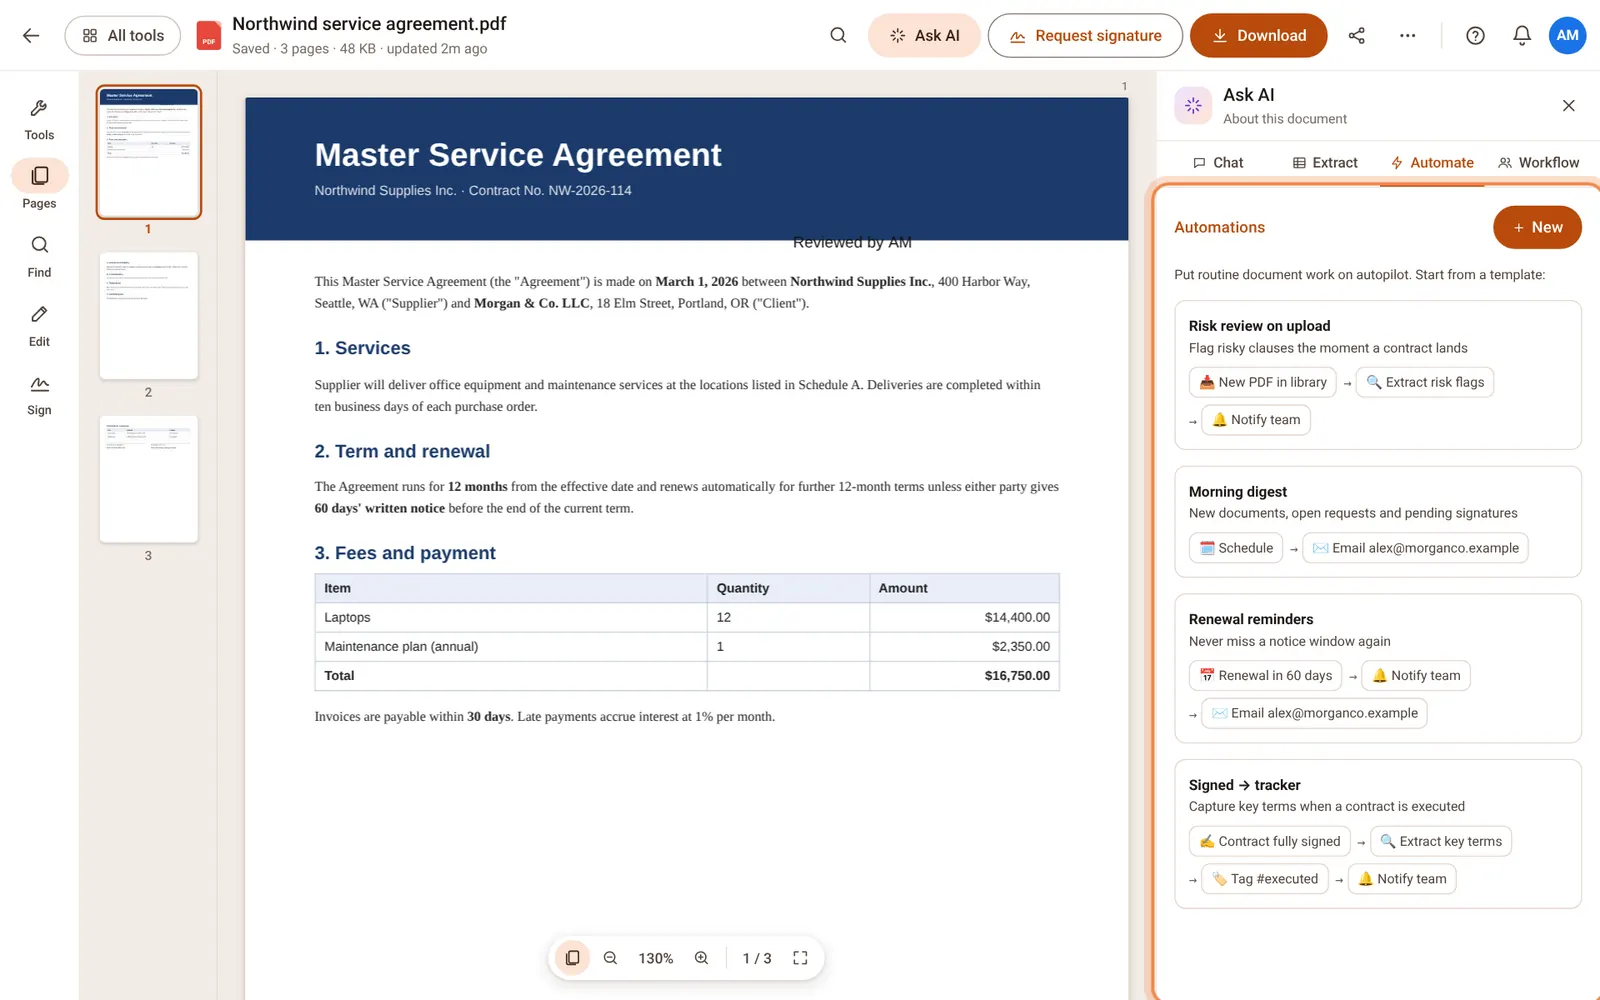 All tools
PDF
Northwind service agreement.pdf
Saved · 3 pages · 48 KB · updated 2m ago
Ask AI
Request signature
Download
AM
Tools
Pages
Find
Edit
Sign
1
2
3
1
Master Service Agreement
Northwind Supplies Inc. · Contract No. NW-2026-114
Reviewed by AM
This Master Service Agreement (the "Agreement") is made on March 1, 2026 between Northwind Supplies Inc., 400 Harbor Way,
Seattle, WA ("Supplier") and Morgan & Co. LLC, 18 Elm Street, Portland, OR ("Client").
1. Services
Supplier will deliver office equipment and maintenance services at the locations listed in Schedule A. Deliveries are completed within
ten business days of each purchase order.
2. Term and renewal
The Agreement runs for 12 months from the effective date and renews automatically for further 12-month terms unless either party gives
60 days' written notice before the end of the current term.
3. Fees and payment
Item Quantity Amount
Laptops 12 $14,400.00
Maintenance plan (annual) 1 $2,350.00
Total $16,750.00
Invoices are payable within 30 days. Late payments accrue interest at 1% per month.
130% 1 / 3
Ask AI
About this document
Chat Extract Automate Workflow
Automations
+ New
Put routine document work on autopilot. Start from a template:
Risk review on upload
Flag risky clauses the moment a contract lands
📥 New PDF in library → 🔍 Extract risk flags
→ 🔔 Notify team
Morning digest
New documents, open requests and pending signatures
🗓️ Schedule → ✉️ Email alex@morganco.example
Renewal reminders
Never miss a notice window again
📅 Renewal in 60 days → 🔔 Notify team
→ ✉️ Email alex@morganco.example
Signed → tracker
Capture key terms when a contract is executed
✍️ Contract fully signed → 🔍 Extract key terms
→ 🏷️ Tag #executed → 🔔 Notify team